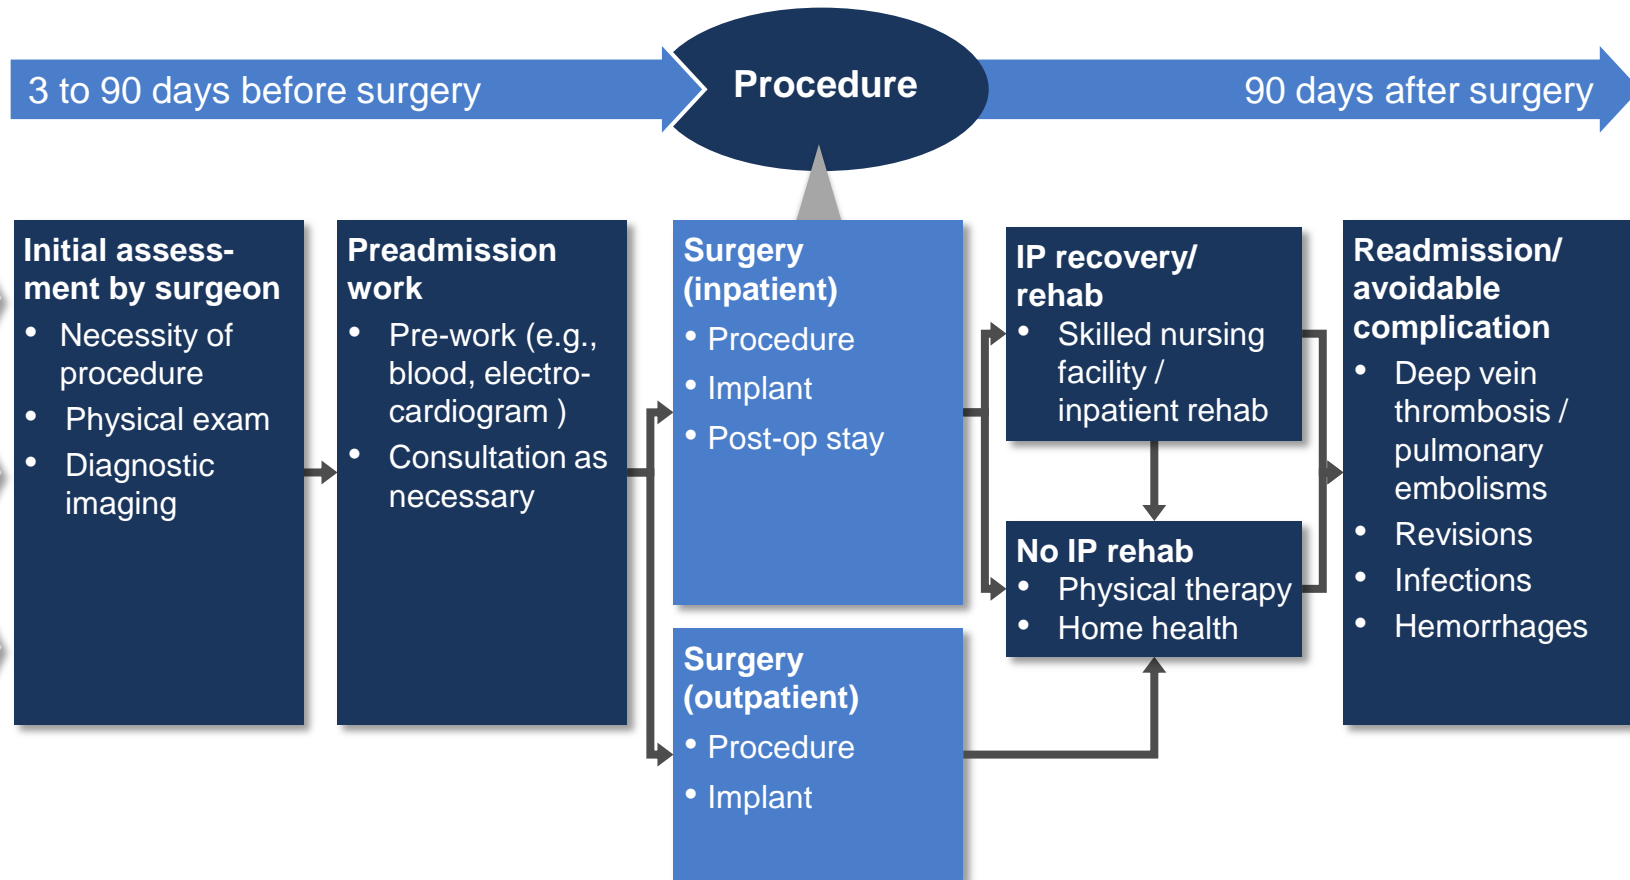 3 to 90 days before surgery
Procedure
90 days after surgery
Initial assess-
ment by surgeon
• Necessity of
procedure
• Physical exam
• Diagnostic
imaging
Preadmission
work
• Pre-work (e.g.,
blood, electro-
cardiogram )
• Consultation as
necessary
Surgery
(inpatient)
• Procedure
• Implant
• Post-op stay
Surgery
(outpatient)
• Procedure
• Implant
IP recovery/
rehab
• Skilled nursing
facility /
inpatient rehab
No IP rehab
• Physical therapy
• Home health
Readmission/
avoidable
complication
• Deep vein
thrombosis /
pulmonary
embolisms
• Revisions
• Infections
• Hemorrhages